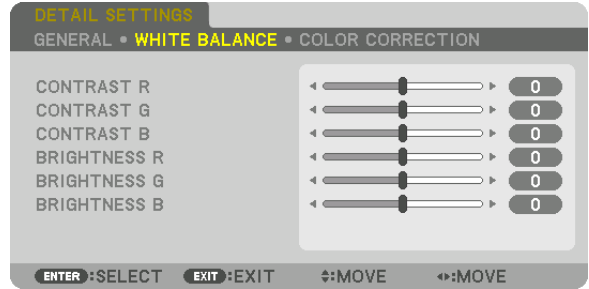 DETAIL SETTINGS
GENERAL • WHITE BALANCE • COLOR CORRECTION
CONTRAST R 0
CONTRAST G 0
CONTRAST B 0
BRIGHTNESS R 0
BRIGHTNESS G 0
BRIGHTNESS B 0
ENTER :SELECT EXIT :EXIT :MOVE :MOVE